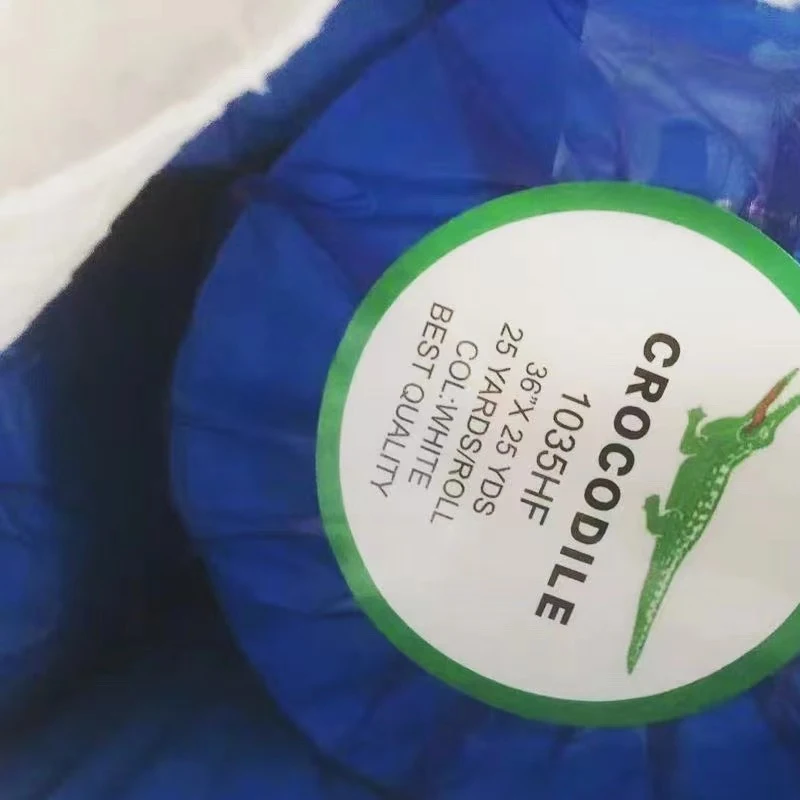 CROCODILE
1035HF
36"X 25 YDS
25 YARDS/ROLL
COL:WHITE
BEST QUALITY